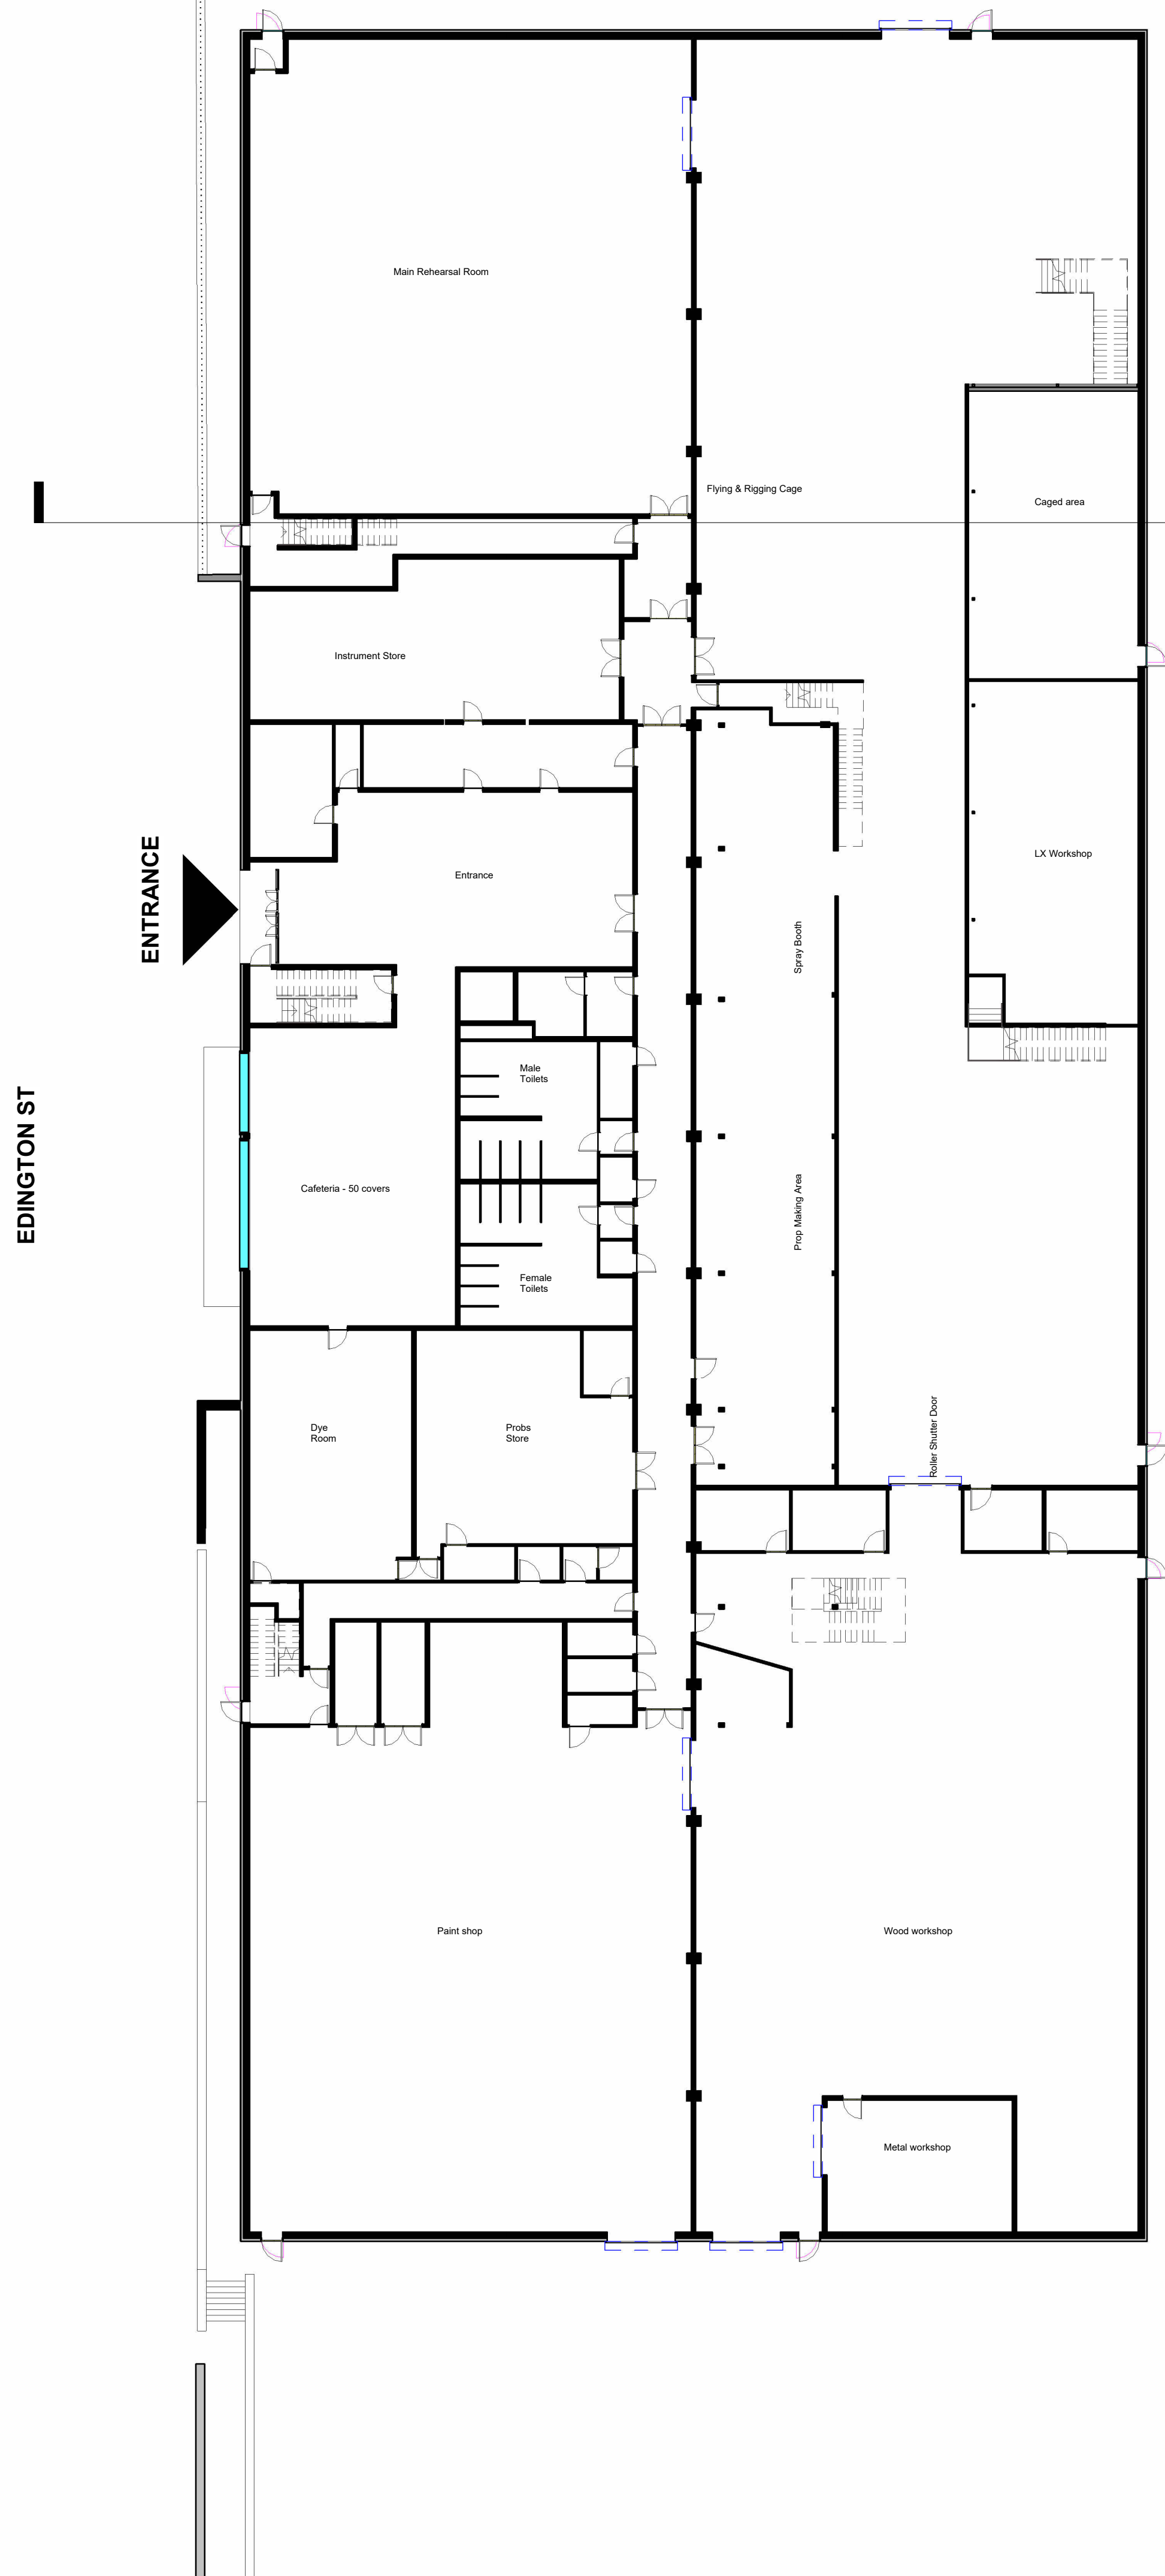 Main Rehearsal Room
Flying & Rigging Cage
Caged area
Instrument Store
ENTRANCE
Entrance
LX Workshop
Spray Booth
EDINGTON ST
Male
Toilets
Cafeteria - 50 covers
Prop Making Area
Female
Toilets
Dye
Room
Probs
Store
Roller Shutter Door
Paint shop
Wood workshop
Metal workshop